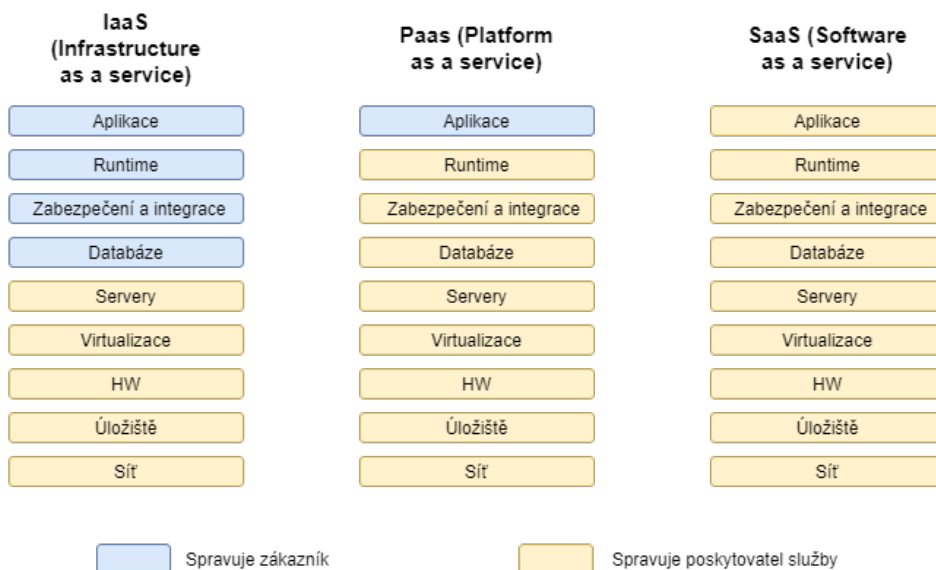 IaaS
(Infrastructure
as a service)
Paas (Platform
as a service)
SaaS (Software
as a service)
Aplikace
Aplikace
Aplikace
Runtime
Runtime
Runtime
Zabezpečení a integrace
Zabezpečení a integrace
Zabezpečení a integrace
Databáze
Databáze
Databáze
Servery
Servery
Servery
Virtualizace
Virtualizace
Virtualizace
HW
HW
HW
Úložiště
Úložiště
Úložiště
Síť
Síť
Síť
Spravuje zákazník
Spravuje poskytovatel služby